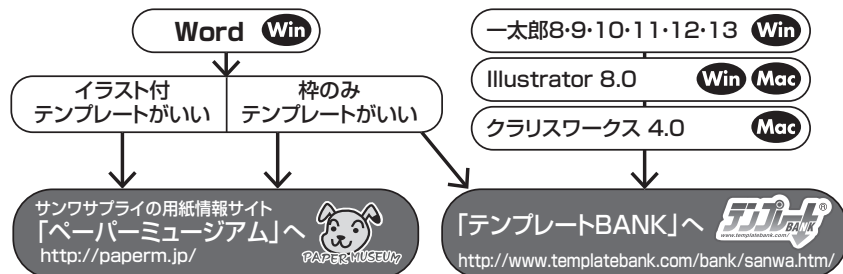 Word Win
イラスト付
テンプレートがいい
枠のみ
テンプレートがいい
サンワサプライの用紙情報サイト
「ペーパーミュージアム」へ
http://paperm.jp/
PAPER MUSEUM
一太郎8・9・10・11・12・13 Win
Illustrator 8.0 Win Mac
クラリスワークス 4.0 Mac
「テンプレートBANK」へ
テンプレート BANK ®
www.templatebank.com/
http://www.templatebank.com/bank/sanwa.htm/